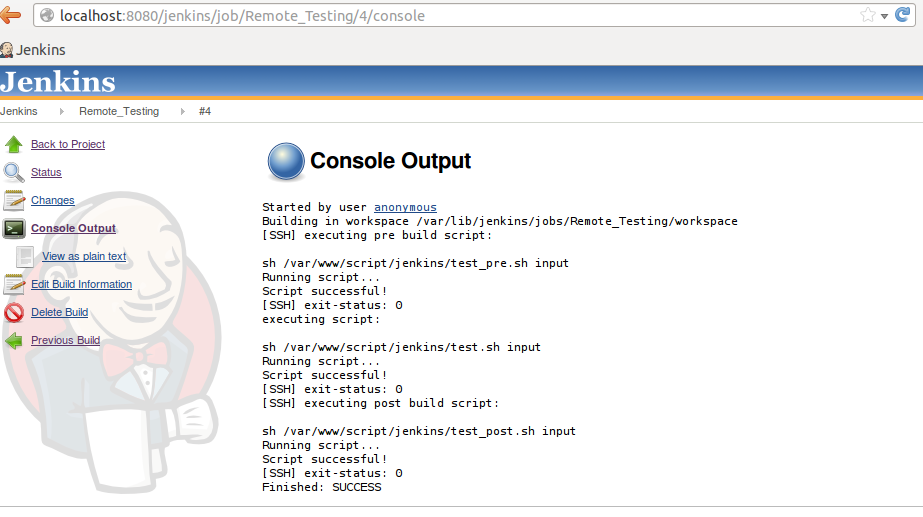 localhost:8080/jenkins/job/Remote_Testing/4/console
Jenkins
Jenkins
Jenkins Remote_Testing #4
Back to Project
Status
Changes
Console Output
View as plain text
Edit Build Information
Delete Build
Previous Build
Console Output
Started by user anonymous
Building in workspace /var/lib/jenkins/jobs/Remote_Testing/workspace
[SSH] executing pre build script:
sh /var/www/script/jenkins/test_pre.sh input
Running script...
Script successful!
[SSH] exit-status: 0
executing script:
sh /var/www/script/jenkins/test.sh input
Running script...
Script successful!
[SSH] exit-status: 0
[SSH] executing post build script:
sh /var/www/script/jenkins/test_post.sh input
Running script...
Script successful!
[SSH] exit-status: 0
Finished: SUCCESS